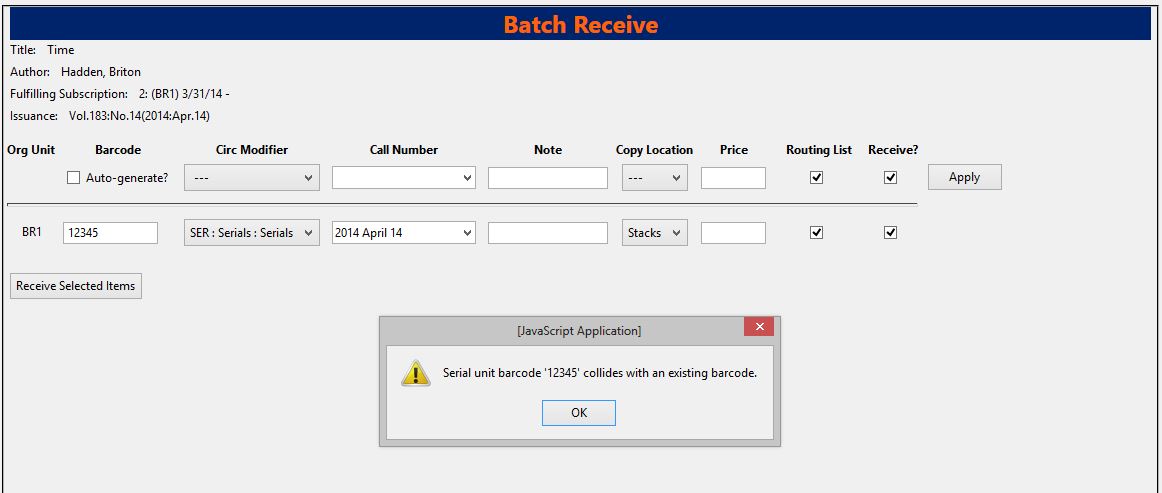 Batch Receive
Title: Time
Author: Hadden, Briton
Fulfilling Subscription: 2: (BR1) 3/31/14 -
Issuance: Vol.183:No.14(2014:Apr.14)
Org Unit Barcode Circ Modifier Call Number Note Copy Location Price Routing List Receive?
Auto-generate? --- --- Apply
BR1 12345 SER : Serials : Serials 2014 April 14 Stacks
Receive Selected Items
[JavaScript Application]
Serial unit barcode '12345' collides with an existing barcode.
OK